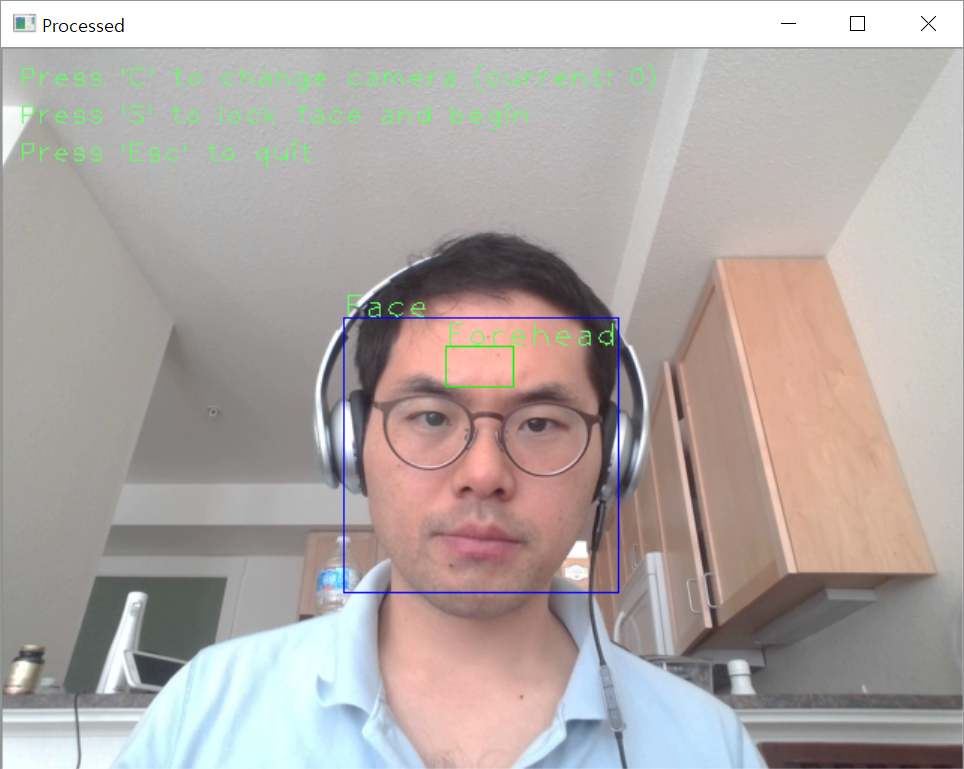 Processed
Press 'C' to change camera (current: 0)
Press 'S' to lock face and begin
Press 'Esc' to quit
Face
Forehead